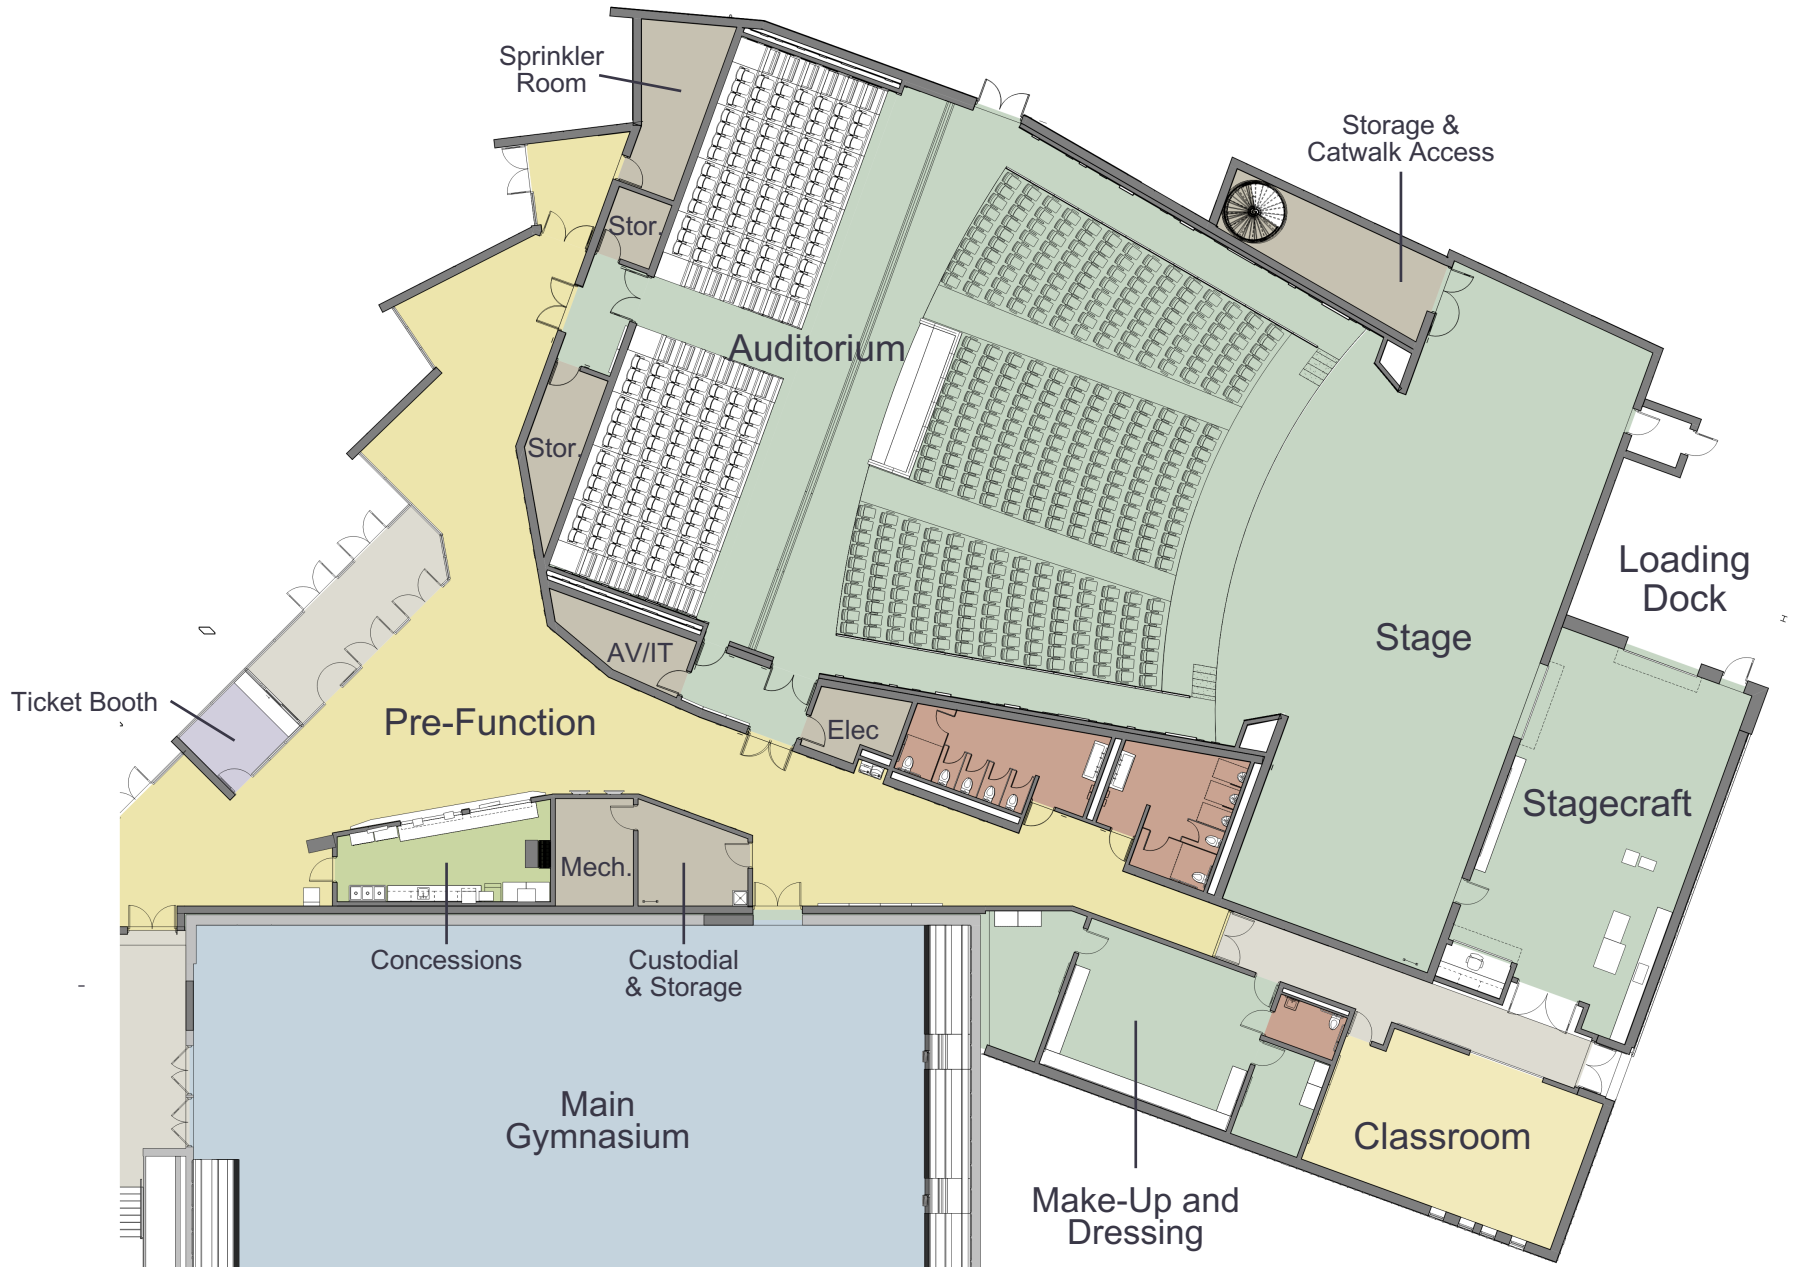 Sprinkler
Room
Storage &
Catwalk Access
Stor.
Auditorium
Stor.
Loading
Dock
Stage
AV/IT
Ticket Booth
Pre-Function
Elec
Stagecraft
Mech.
Concessions
Custodial
& Storage
Main
Gymnasium
Classroom
Make-Up and
Dressing